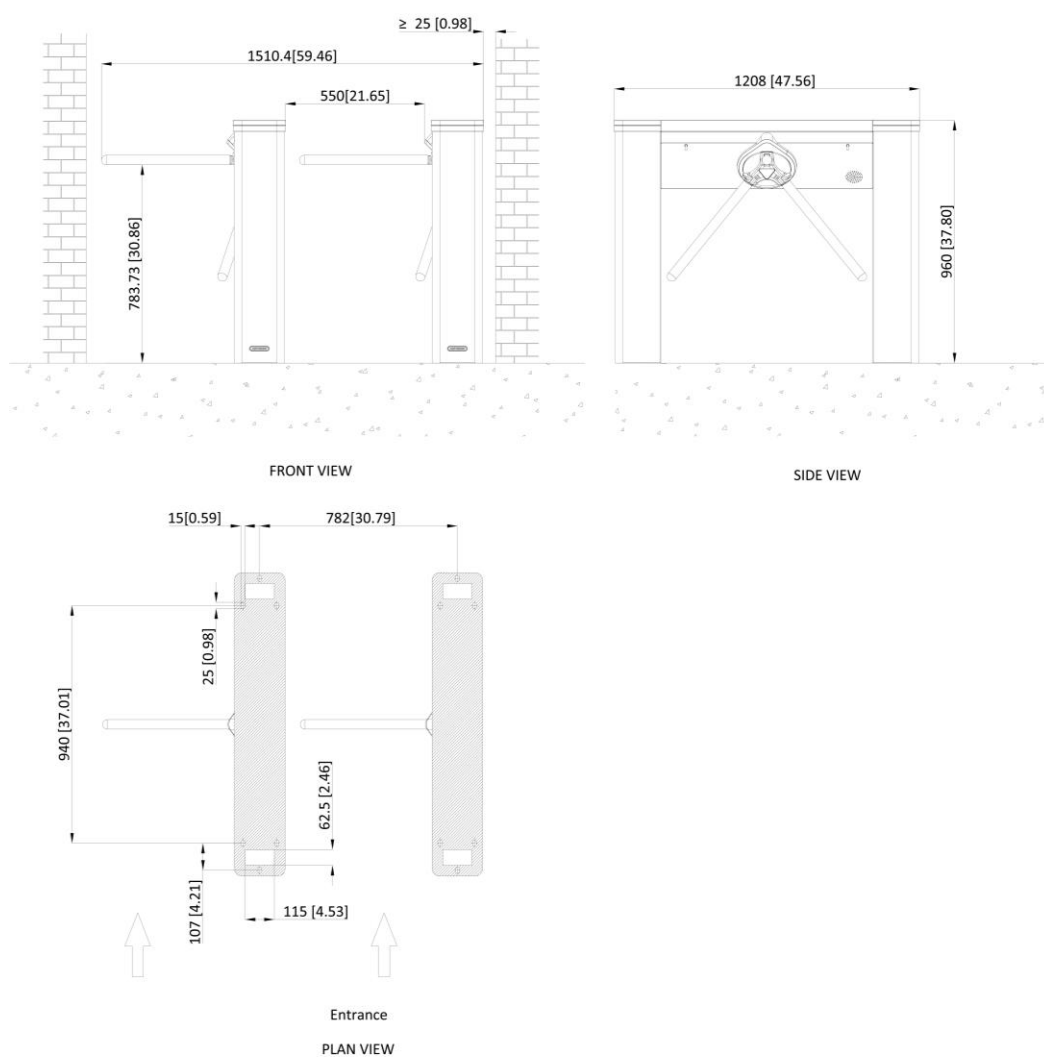 ≥ 25 [0.98]
1510.4[59.46]
550[21.65]
783.73 [30.86]
FRONT VIEW
1208 [47.56]
960 [37.80]
SIDE VIEW
15[0.59]
782[30.79]
25 [0.98]
940 [37.01]
62.5 [2.46]
107 [4.21]
115 [4.53]
Entrance
PLAN VIEW